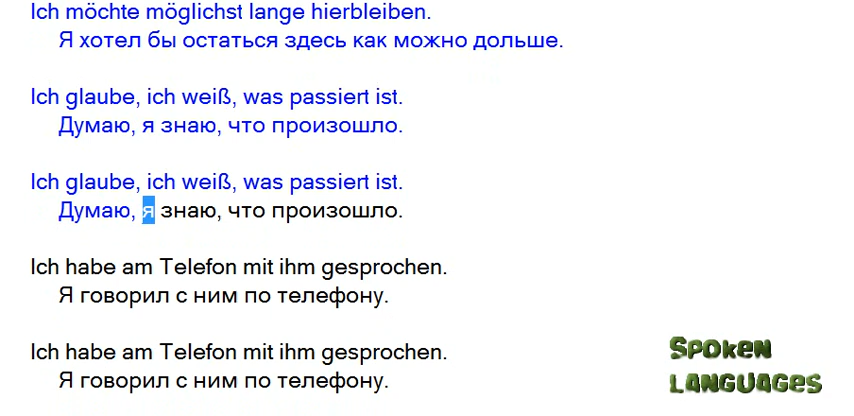 Ich möchte möglichst lange hierbleiben.
Я хотел бы остаться здесь как можно дольше.
Ich glaube, ich weiß, was passiert ist.
Думаю, я знаю, что произошло.
Ich glaube, ich weiß, was passiert ist.
Думаю, я знаю, что произошло.
Ich habe am Telefon mit ihm gesprochen.
Я говорил с ним по телефону.
Ich habe am Telefon mit ihm gesprochen.
Я говорил с ним по телефону.
Spoken
Languages